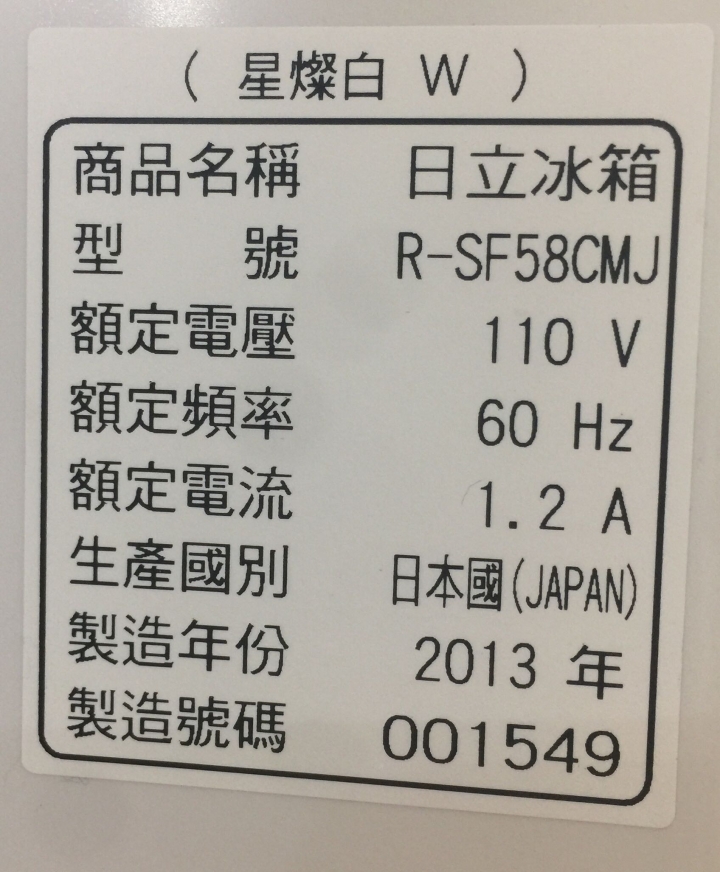 ( 星燦白 W )
商品名稱 日立冰箱
型 號 R-SF58CMJ
額定電壓 110 V
額定頻率 60 Hz
額定電流 1.2 A
生產國別 日本國(JAPAN)
製造年份 2013 年
製造號碼 001549